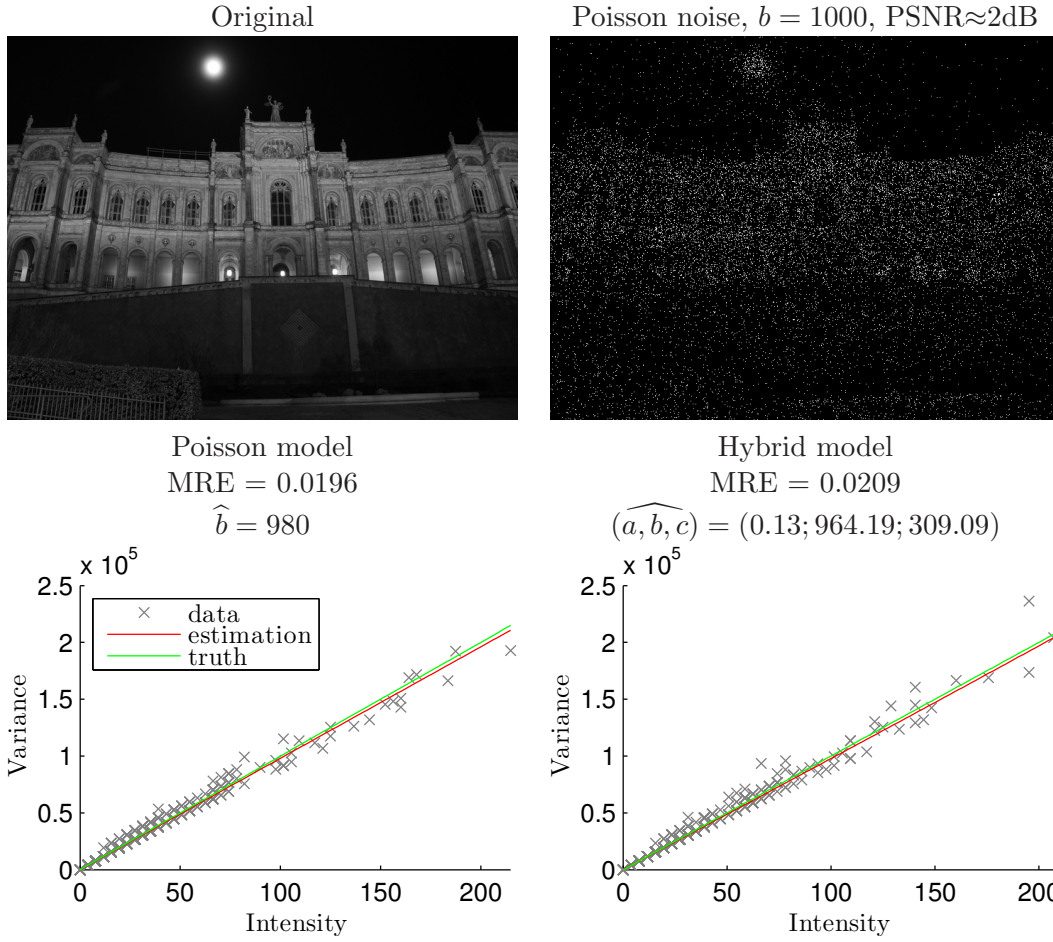 Original
Poisson noise, b = 1000, PSNR≈2dB
Poisson model
MRE = 0.0196
b̂ = 980
Hybrid model
MRE = 0.0209
(a, b, c)^ = (0.13; 964.19; 309.09)
x 10^5
2.5
2
1.5
1
0.5
0
Variance
data
estimation
truth
0 50 100 150 200
Intensity
x 10^5
2.5
2
1.5
1
0.5
0
Variance
0 50 100 150 200
Intensity